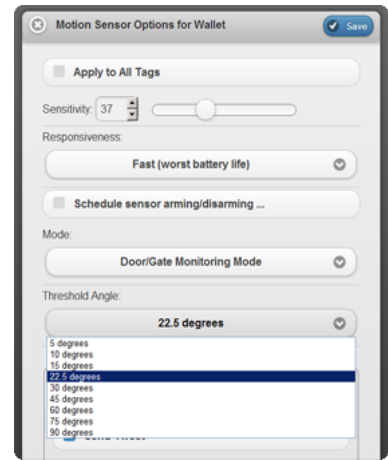 Motion Sensor Options for Wallet
Save
Apply to All Tags
Sensitivity: 37
Responsiveness:
Fast (worst battery life)
Schedule sensor arming/disarming ...
Mode:
Door/Gate Monitoring Mode
Threshold Angle:
22.5 degrees
5 degrees
10 degrees
15 degrees
22.5 degrees
30 degrees
45 degrees
60 degrees
75 degrees
90 degrees